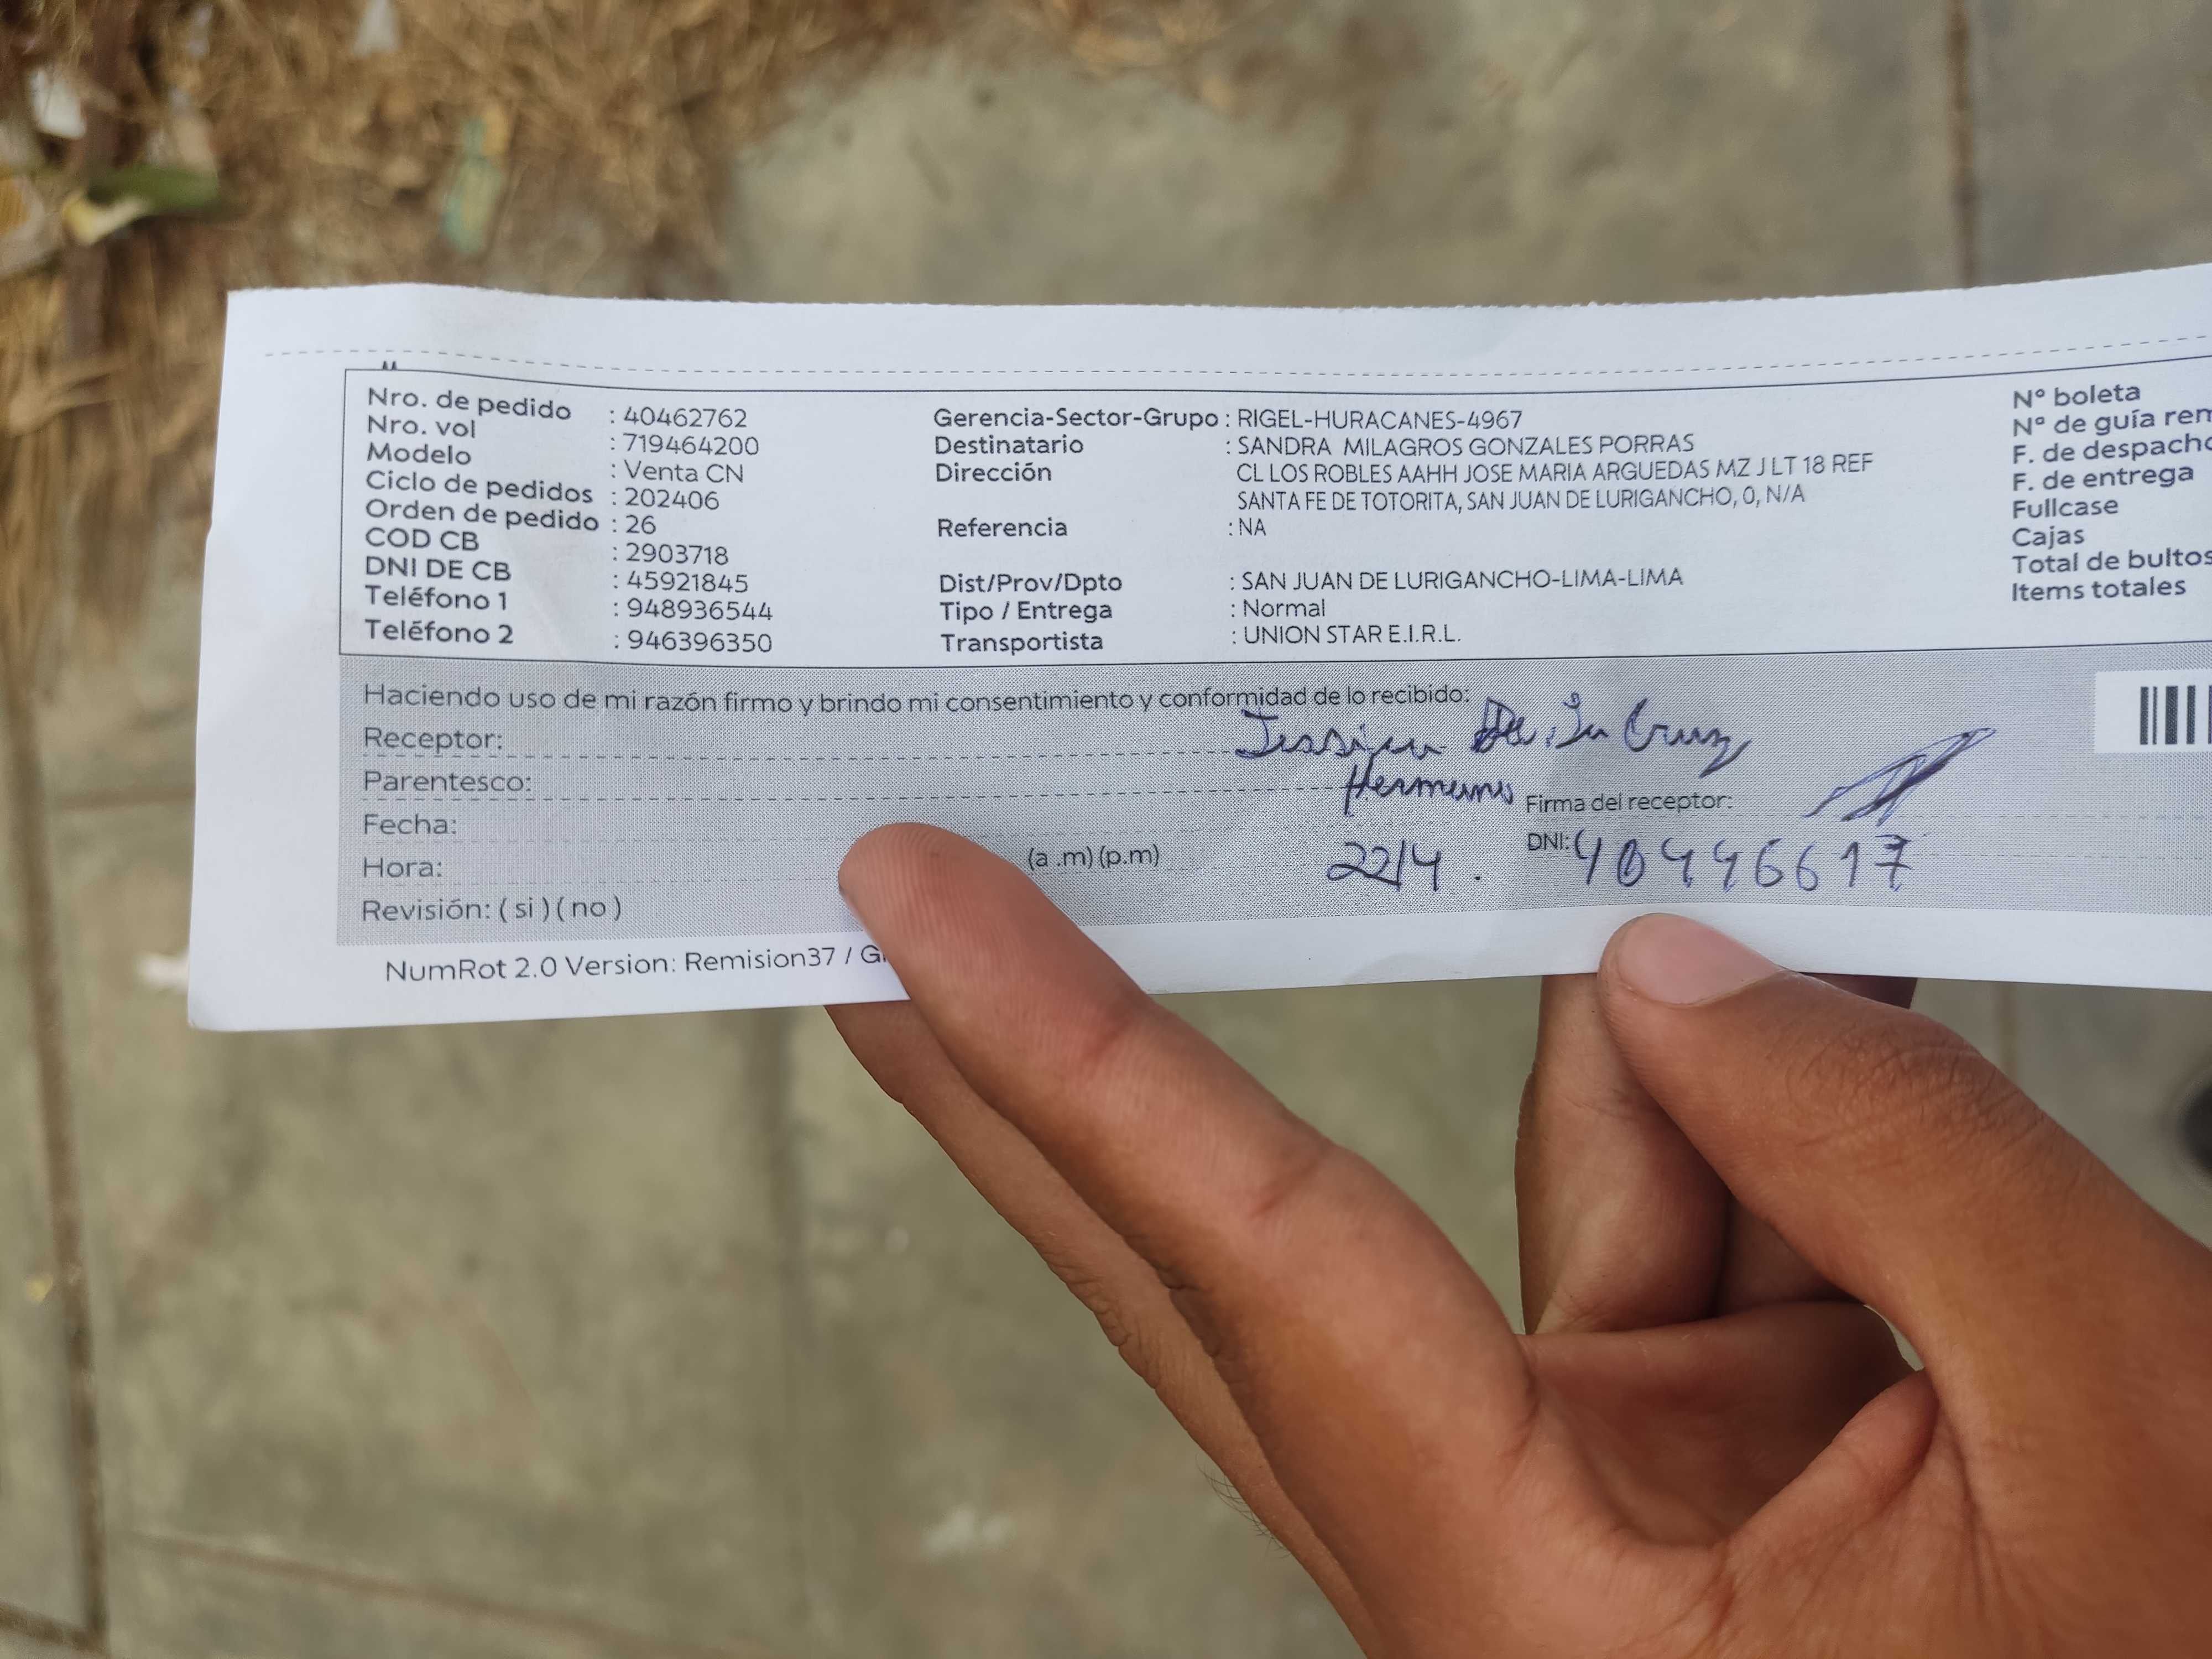 Nro. de pedido : 40462762
Nro. vol : 719464200
Modelo : Venta CN
Ciclo de pedidos : 202406
Orden de pedido : 26
COD CB : 2903718
DNI DE CB : 45921845
Teléfono 1 : 948936544
Teléfono 2 : 946396350
Gerencia-Sector-Grupo : RIGEL-HURACANES-4967
Destinatario : SANDRA MILAGROS GONZALES PORRAS
Dirección CL LOS ROBLES AAHH JOSE MARIA ARGUEDAS MZ J LT 18 REF
SANTA FE DE TOTORITA, SAN JUAN DE LURIGANCHO, 0, N/A
Referencia : NA
Dist/Prov/Dpto : SAN JUAN DE LURIGANCHO-LIMA-LIMA
Tipo / Entrega : Normal
Transportista : UNION STAR E.I.R.L.
Nº boleta
Nº de guía rem
F. de despacho
F. de entrega
Fullcase
Cajas
Total de bultos
Items totales
Haciendo uso de mi razón firmo y brindo mi consentimiento y conformidad de lo recibido:
Receptor: Jessica De La Cruz
Parentesco: Hermana
Firma del receptor:
Fecha: 22/4.
DNI: 40446617
Hora: (a .m) (p.m)
Revisión: ( si ) ( no )
NumRot 2.0 Version: Remision37 / G